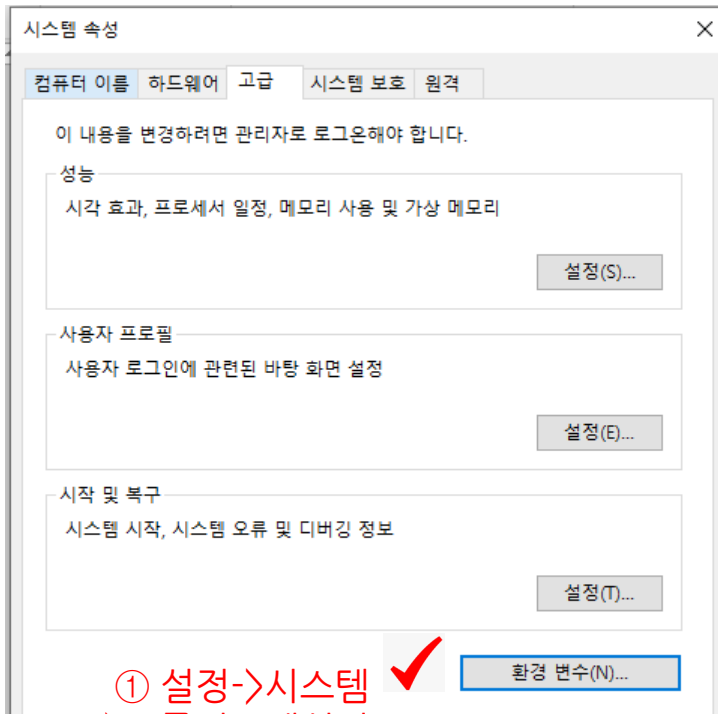 시스템 속성
컴퓨터 이름 하드웨어 고급 시스템 보호 원격
이 내용을 변경하려면 관리자로 로그온해야 합니다.
성능
시각 효과, 프로세서 일정, 메모리 사용 및 가상 메모리
설정(S)...
사용자 프로필
사용자 로그인에 관련된 바탕 화면 설정
설정(E)...
시작 및 복구
시스템 시작, 시스템 오류 및 디버깅 정보
설정(T)...
환경 변수(N)...
① 설정->시스템